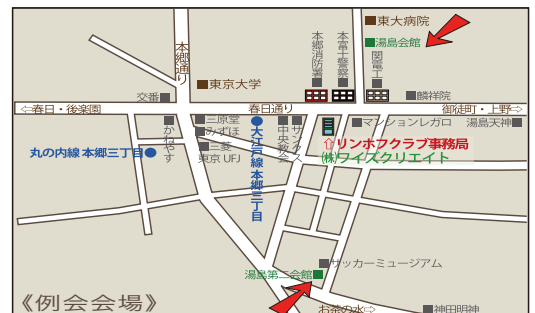 本郷通り
本郷消防署
本富士警察
東大病院
湯島会館
関電工
東京大学
麟祥院
交番
⇦春日・後楽園
春日通り
御徒町・上野⇨
かねやす
三原堂
みずほ
三菱
東京 UFJ
大江戸線 本郷三丁目
中央教会
サックス
マンションレガロ
湯島天神
丸の内線 本郷三丁目
⇧リンホフクラブ事務局
㈱ワイズクリエイト
サッカーミュージアム
湯島第二会館
《例会会場》
お茶の水⇨
神田明神